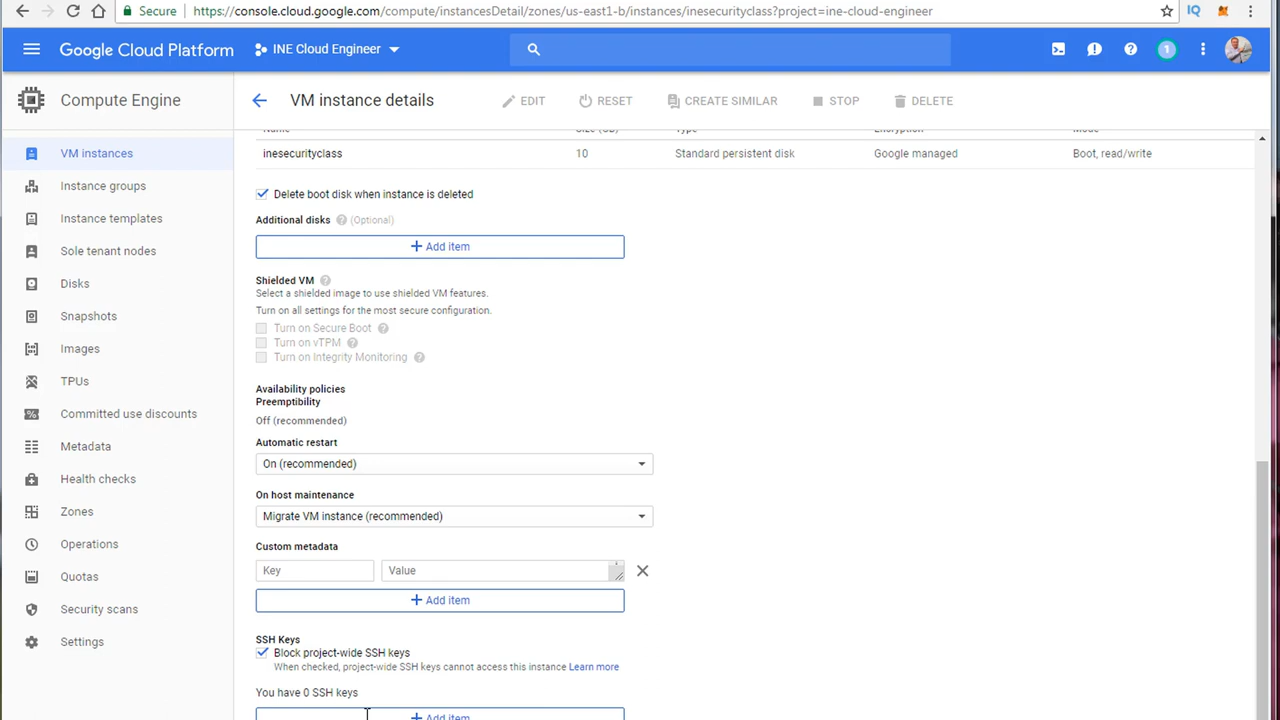 Secure https://console.cloud.google.com/compute/instancesDetail/zones/us-east1-b/instances/inesecurityclass?project=ine-cloud-engineer
IQ
Google Cloud Platform INE Cloud Engineer
1
Compute Engine
VM instance details EDIT RESET CREATE SIMILAR STOP DELETE
VM instances
Instance groups
Instance templates
Sole tenant nodes
Disks
Snapshots
Images
TPUs
Committed use discounts
Metadata
Health checks
Zones
Operations
Quotas
Security scans
Settings
Name Size (GB) Type Encryption Mode
inesecurityclass 10 Standard persistent disk Google managed Boot, read/write
Delete boot disk when instance is deleted
Additional disks (Optional)
Add item
Shielded VM
Select a shielded image to use shielded VM features.
Turn on all settings for the most secure configuration.
Turn on Secure Boot
Turn on vTPM
Turn on Integrity Monitoring
Availability policies
Preemptibility
Off (recommended)
Automatic restart
On (recommended)
On host maintenance
Migrate VM instance (recommended)
Custom metadata
Key Value
Add item
SSH Keys
Block project-wide SSH keys
When checked, project-wide SSH keys cannot access this instance Learn more
You have 0 SSH keys
Add item